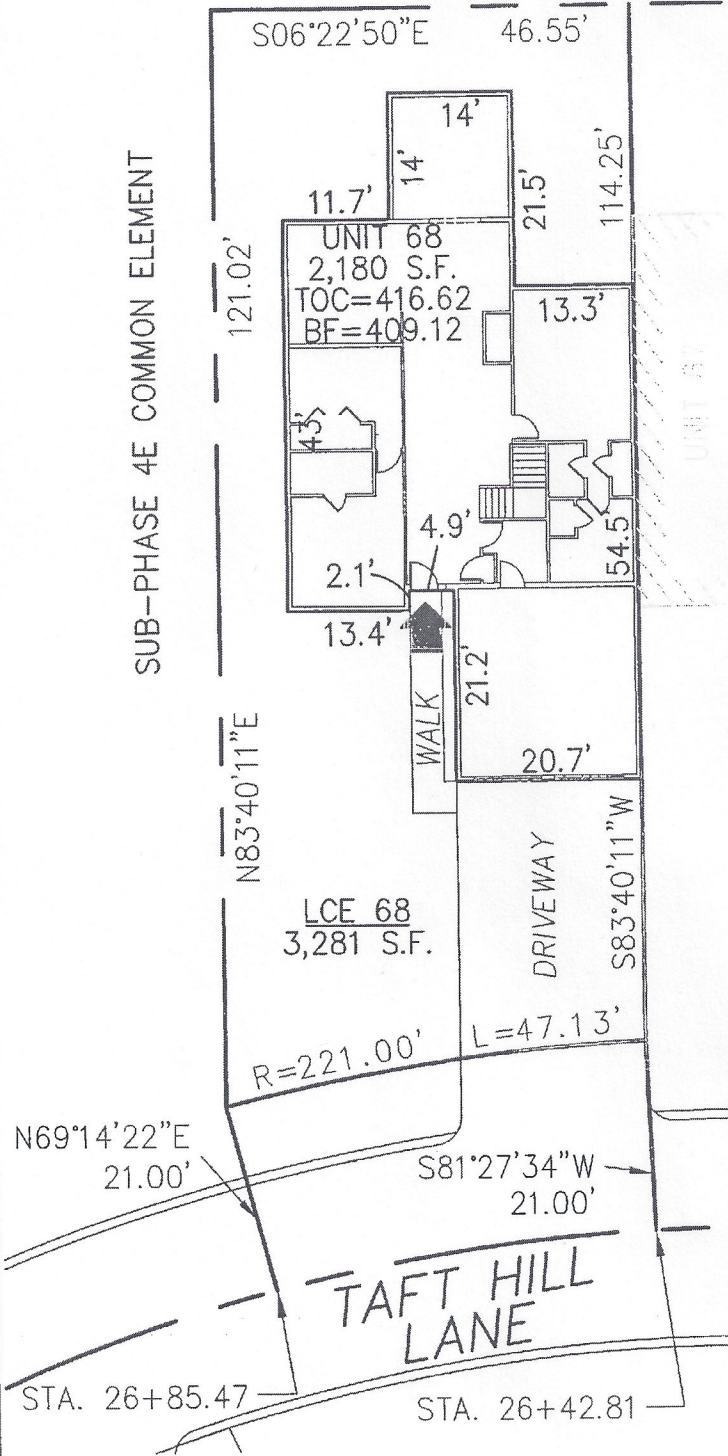 S06°22'50"E
46.55'
14'
14'
21.5'
114.25'
11.7'
121.02'
SUB-PHASE 4E COMMON ELEMENT
UNIT 68
2,180 S.F.
TOC=416.62
BF=409.12
13.3'
43'
4.9'
54.5'
2.1'
13.4'
21.2'
WALK
20.7'
N83°40'11"E
S83°40'11"W
DRIVEWAY
LCE 68
3,281 S.F.
R=221.00'
L=47.13'
N69°14'22"E
21.00'
S81°27'34"W
21.00'
TAFT HILL
LANE
STA. 26+85.47
STA. 26+42.81